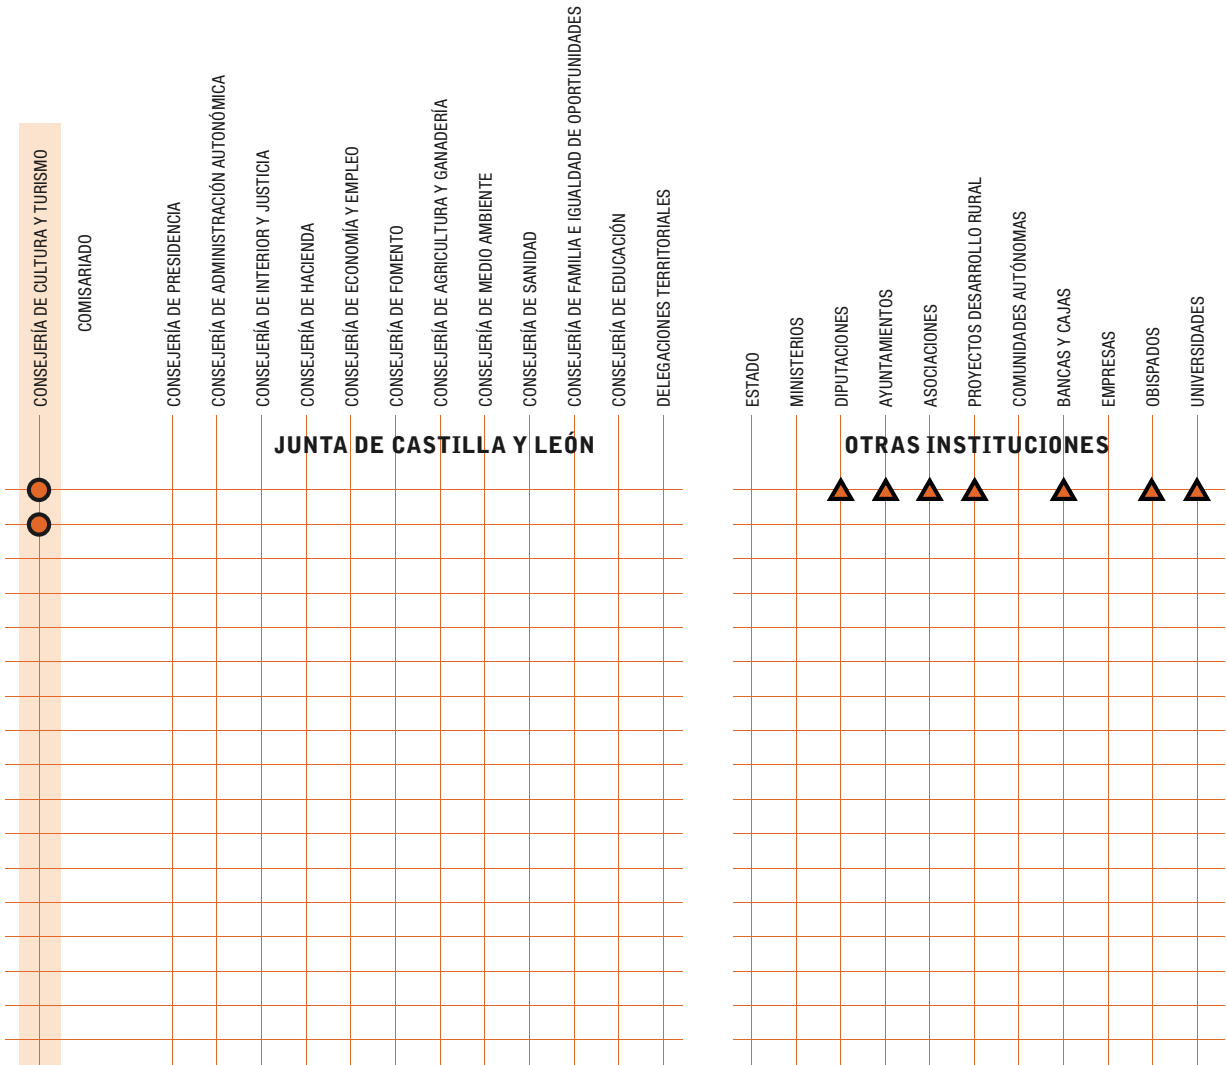 CONSEJERÍA DE CULTURA Y TURISMO
COMISARIADO
CONSEJERÍA DE PRESIDENCIA
CONSEJERÍA DE ADMINISTRACIÓN AUTONÓMICA
CONSEJERÍA DE INTERIOR Y JUSTICIA
CONSEJERÍA DE HACIENDA
CONSEJERÍA DE ECONOMÍA Y EMPLEO
CONSEJERÍA DE FOMENTO
CONSEJERÍA DE AGRICULTURA Y GANADERÍA
CONSEJERÍA DE MEDIO AMBIENTE
CONSEJERÍA DE SANIDAD
CONSEJERÍA DE FAMILIA E IGUALDAD DE OPORTUNIDADES
CONSEJERÍA DE EDUCACIÓN
DELEGACIONES TERRITORIALES
ESTADO
MINISTERIOS
DIPUTACIONES
AYUNTAMIENTOS
ASOCIACIONES
PROYECTOS DESARROLLO RURAL
COMUNIDADES AUTÓNOMAS
BANCAS Y CAJAS
EMPRESAS
OBISPADOS
UNIVERSIDADES
JUNTA DE CASTILLA Y LEÓN
OTRAS INSTITUCIONES